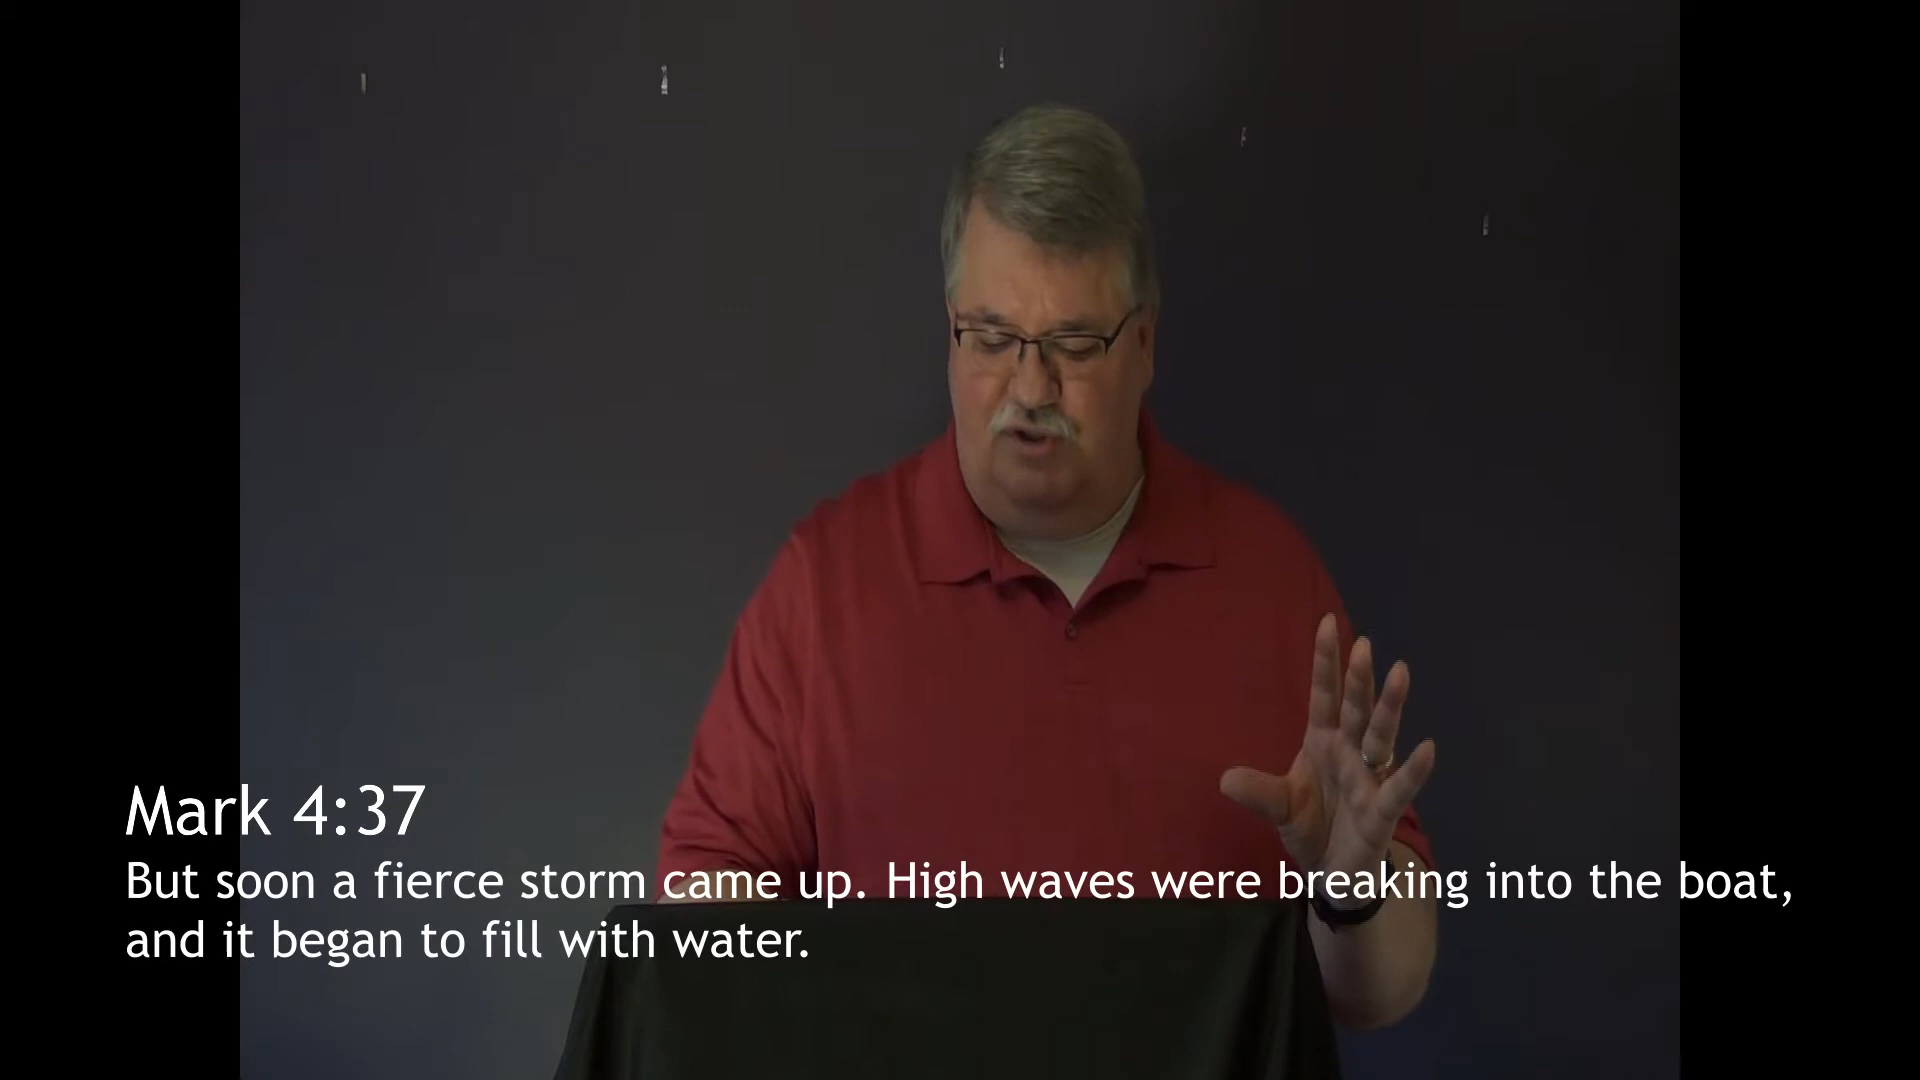 Mark 4:37
But soon a fierce storm came up. High waves were breaking into the boat,
and it began to fill with water.